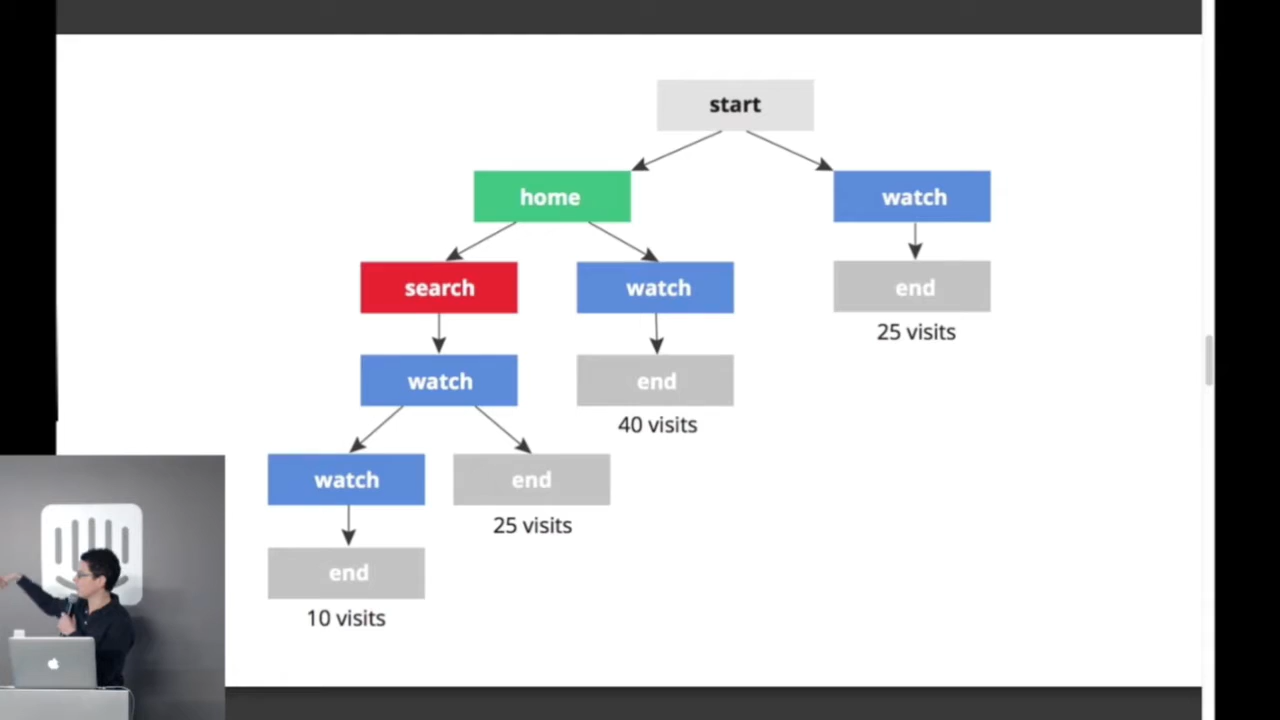 start
home
watch
search
watch
end
25 visits
watch
end
40 visits
watch
end
25 visits
end
10 visits